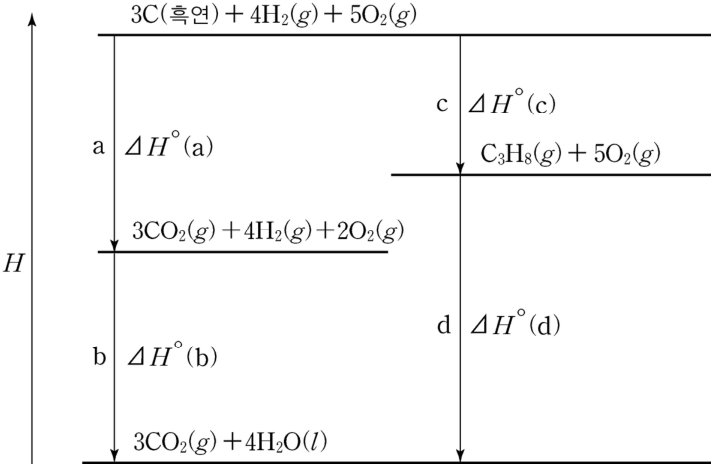 3C(흑연)+4H₂(g)+5O₂(g)
c ΔH°(c)
a ΔH°(a)
C₃H₈(g)+5O₂(g)
3CO₂(g)+4H₂(g)+2O₂(g)
H
d ΔH°(d)
b ΔH°(b)
3CO₂(g)+4H₂O(l)